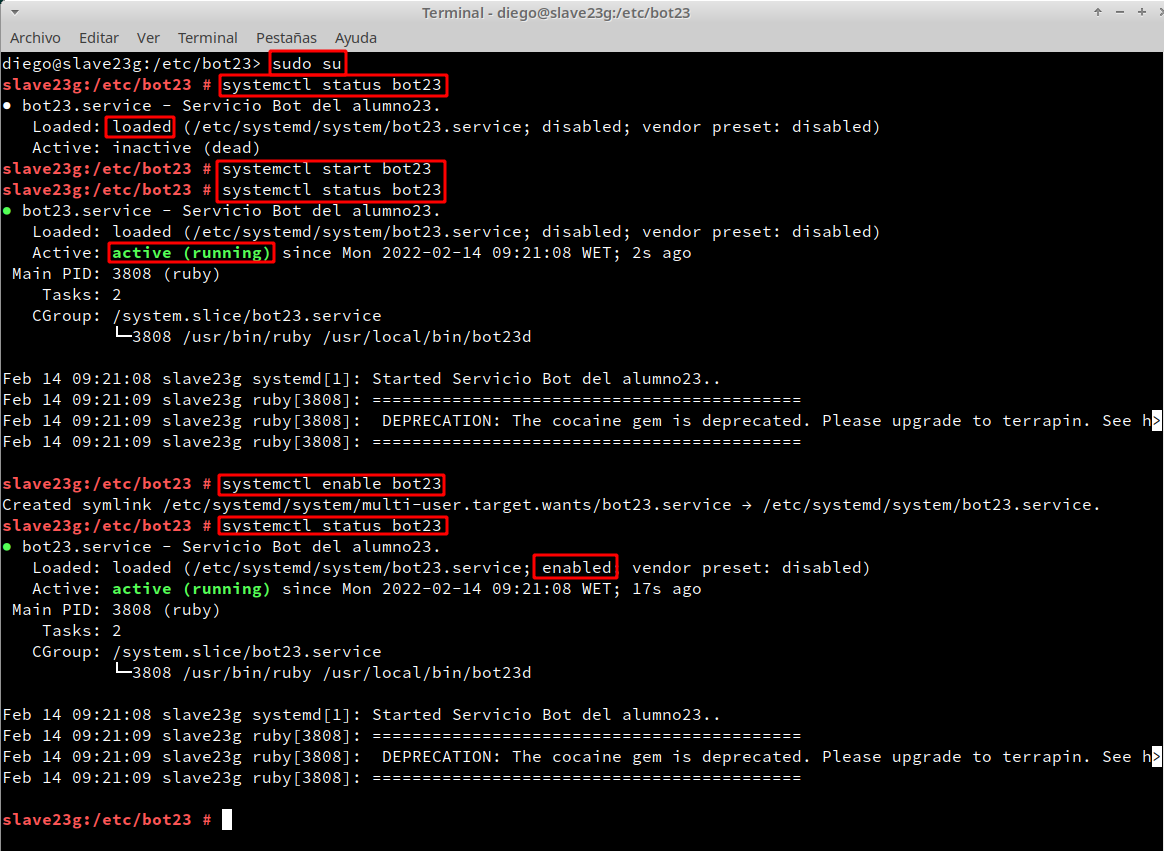 Terminal - diego@slave23g:/etc/bot23
Archivo Editar Ver Terminal Pestañas Ayuda
diego@slave23g:/etc/bot23> sudo su
slave23g:/etc/bot23 # systemctl status bot23
● bot23.service - Servicio Bot del alumno23.
   Loaded: loaded (/etc/systemd/system/bot23.service; disabled; vendor preset: disabled)
   Active: inactive (dead)
slave23g:/etc/bot23 # systemctl start bot23
slave23g:/etc/bot23 # systemctl status bot23
● bot23.service - Servicio Bot del alumno23.
   Loaded: loaded (/etc/systemd/system/bot23.service; disabled; vendor preset: disabled)
   Active: active (running) since Mon 2022-02-14 09:21:08 WET; 2s ago
 Main PID: 3808 (ruby)
    Tasks: 2
   CGroup: /system.slice/bot23.service
           └─3808 /usr/bin/ruby /usr/local/bin/bot23d
Feb 14 09:21:08 slave23g systemd[1]: Started Servicio Bot del alumno23..
Feb 14 09:21:09 slave23g ruby[3808]: ===========================================
Feb 14 09:21:09 slave23g ruby[3808]:  DEPRECATION: The cocaine gem is deprecated. Please upgrade to terrapin. See h>
Feb 14 09:21:09 slave23g ruby[3808]: ===========================================
slave23g:/etc/bot23 # systemctl enable bot23
Created symlink /etc/systemd/system/multi-user.target.wants/bot23.service → /etc/systemd/system/bot23.service.
slave23g:/etc/bot23 # systemctl status bot23
● bot23.service - Servicio Bot del alumno23.
   Loaded: loaded (/etc/systemd/system/bot23.service; enabled; vendor preset: disabled)
   Active: active (running) since Mon 2022-02-14 09:21:08 WET; 17s ago
 Main PID: 3808 (ruby)
    Tasks: 2
   CGroup: /system.slice/bot23.service
           └─3808 /usr/bin/ruby /usr/local/bin/bot23d
Feb 14 09:21:08 slave23g systemd[1]: Started Servicio Bot del alumno23..
Feb 14 09:21:09 slave23g ruby[3808]: ===========================================
Feb 14 09:21:09 slave23g ruby[3808]:  DEPRECATION: The cocaine gem is deprecated. Please upgrade to terrapin. See h>
Feb 14 09:21:09 slave23g ruby[3808]: ===========================================
slave23g:/etc/bot23 #